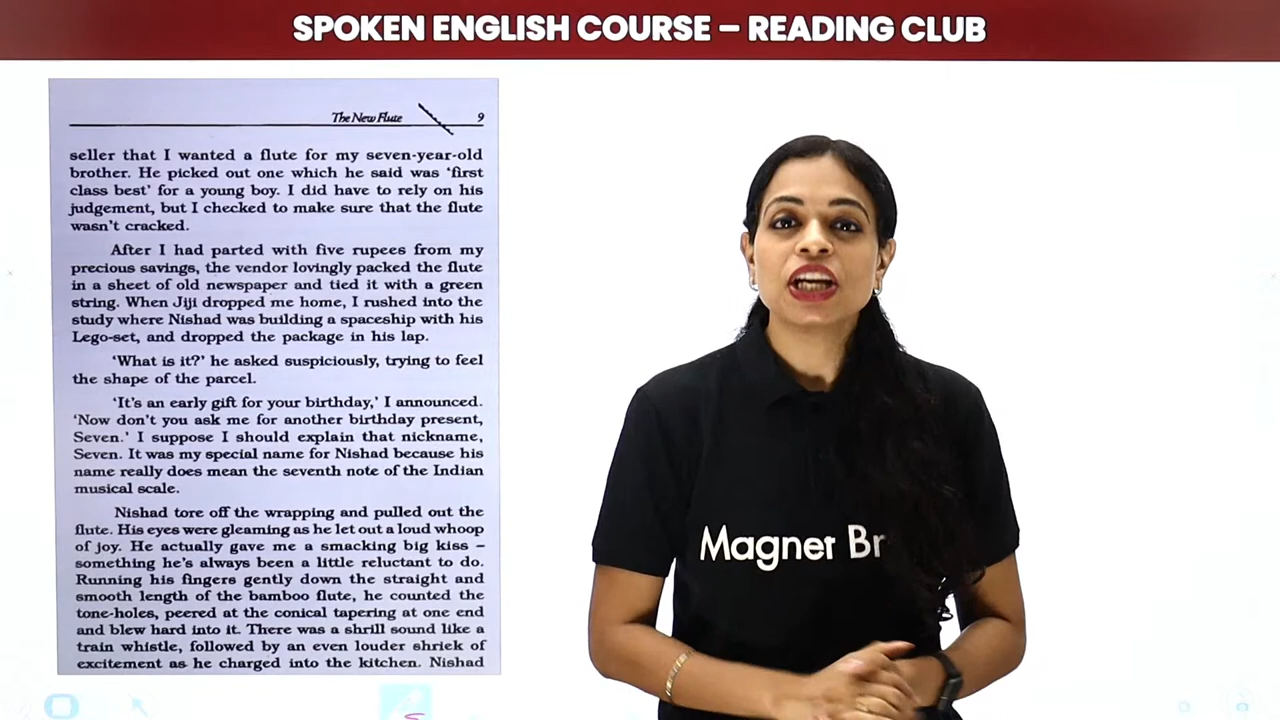 SPOKEN ENGLISH COURSE – READING CLUB
The New Flute 9
seller that I wanted a flute for my seven-year-old
brother. He picked out one which he said was ‘first
class best’ for a young boy. I did have to rely on his
judgement, but I checked to make sure that the flute
wasn’t cracked.
After I had parted with five rupees from my
precious savings, the vendor lovingly packed the flute
in a sheet of old newspaper and tied it with a green
string. When Jiji dropped me home, I rushed into the
study where Nishad was building a spaceship with his
Lego-set, and dropped the package in his lap.
‘What is it?’ he asked suspiciously, trying to feel
the shape of the parcel.
‘It’s an early gift for your birthday,’ I announced.
‘Now don’t you ask me for another birthday present,
Seven.’ I suppose I should explain that nickname,
Seven. It was my special name for Nishad because his
name really does mean the seventh note of the Indian
musical scale.
Nishad tore off the wrapping and pulled out the
flute. His eyes were gleaming as he let out a loud whoop
of joy. He actually gave me a smacking big kiss –
something he’s always been a little reluctant to do.
Running his fingers gently down the straight and
smooth length of the bamboo flute, he counted the
tone-holes, peered at the conical tapering at one end
and blew hard into it. There was a shrill sound like a
train whistle, followed by an even louder shriek of
excitement as he charged into the kitchen. Nishad
Magnet Br